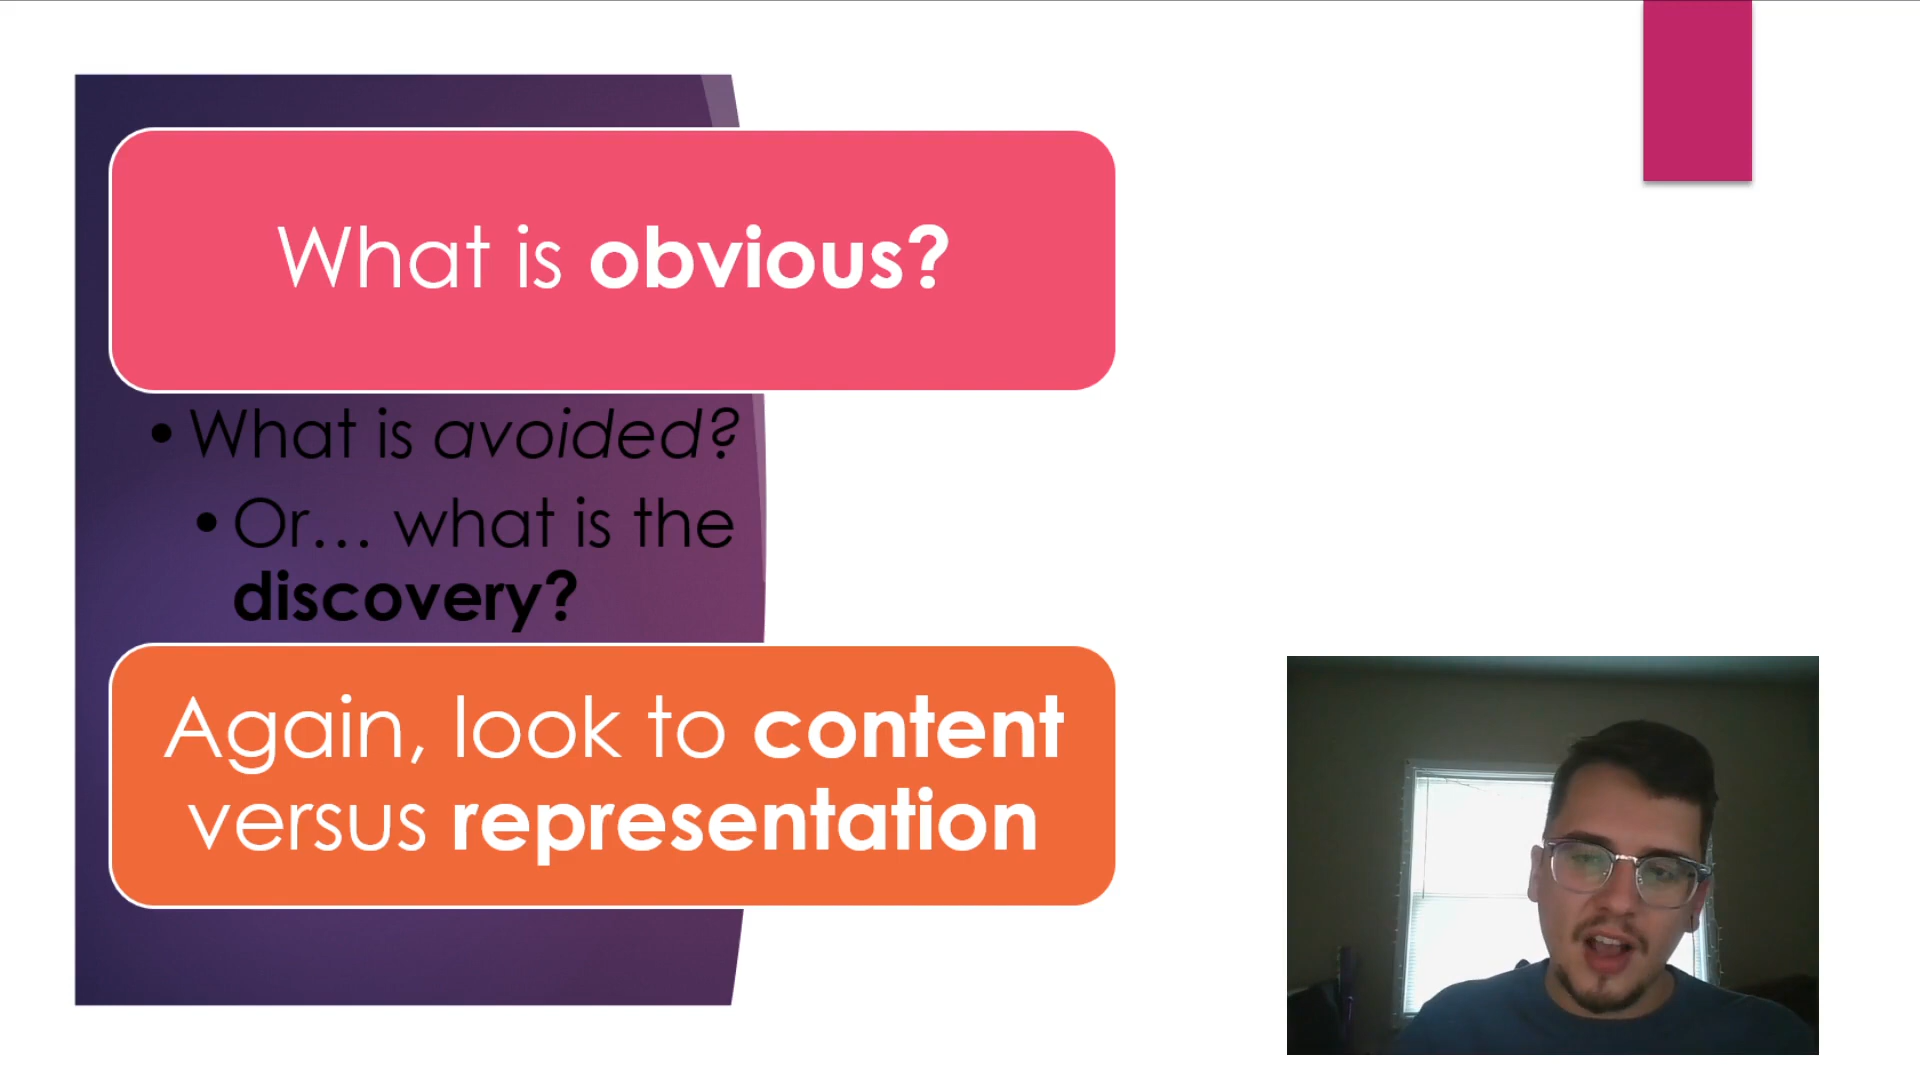 What is obvious?
• What is avoided?
• Or... what is the
discovery?
Again, look to content
versus representation